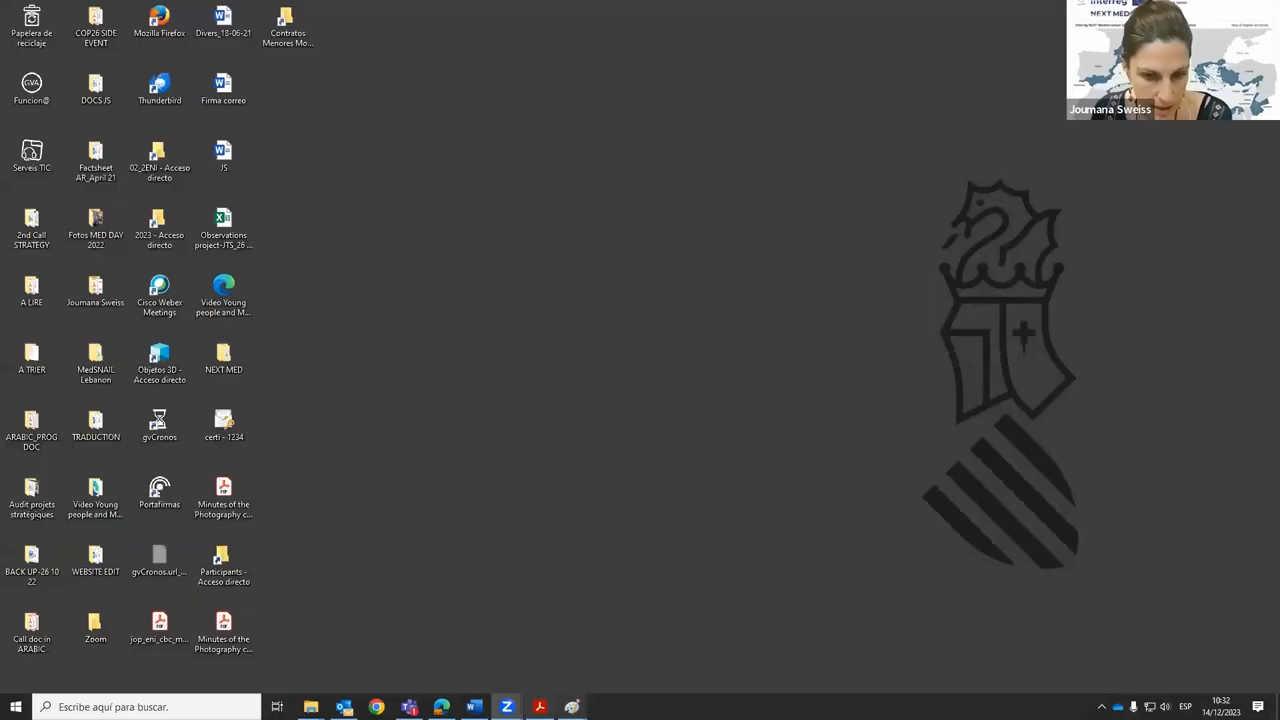 Papelera de
reciclaje
COP26 SIDE
EVENT
Mozilla Firefox
Divers_18-06-21
Contratos
Menores Mo...
GVA
Funcion@
DOCS JS
Thunderbird
Firma correo
Serveis TIC
Factsheet
AR_April 21
02_2ENI - Acceso
directo
JS
2nd Call
STRATEGY
Fotos MED DAY
2022
2023 - Acceso
directo
Observations
project-JTS_26 ...
A LIRE
Joumana Sweiss
Cisco Webex
Meetings
Video Young
people and M...
A TRIER
MedSNAIL
Lebanon
Objetos 3D -
Acceso directo
NEXT MED
ARABIC_PROG
DOC
TRADUCTION
gvCronos
certi - 1234
Audit projets
stratégiques
Video Young
people and M...
Portafirmas
Minutes of the
Photography c...
BACK UP-26 10
22
WEBSITE EDIT
gvCronos.url_...
Participants -
Acceso directo
Call doc in
ARABIC
Zoom
jop_eni_cbc_m...
Minutes of the
Photography c...
Interreg
NEXT MED
Joumana Sweiss
Escribe aquí para buscar.
ESP
10:32
14/12/2023